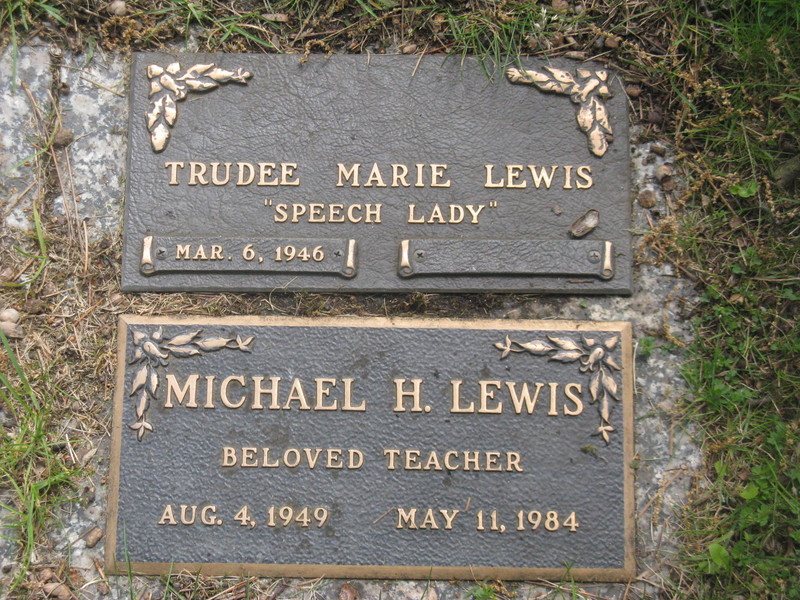 TRUDEE MARIE LEWIS
"SPEECH LADY"
MAR. 6, 1946
MICHAEL H. LEWIS
BELOVED TEACHER
AUG. 4, 1949 MAY 11, 1984